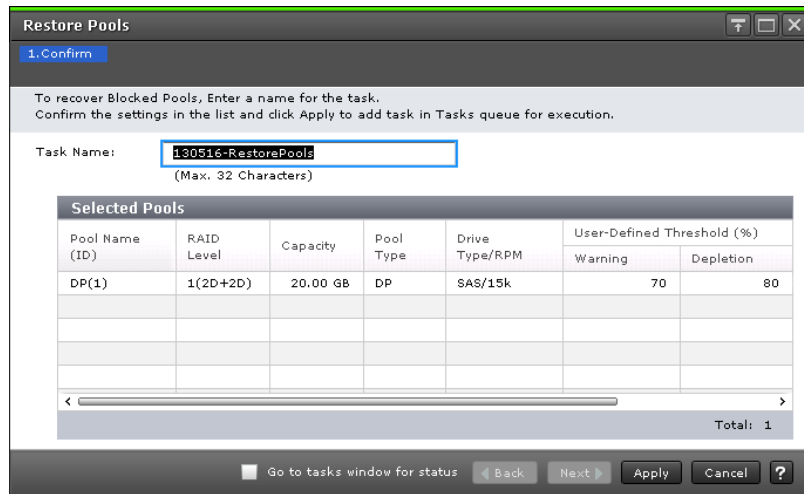 Restore Pools
1.Confirm
To recover Blocked Pools, Enter a name for the task.
Confirm the settings in the list and click Apply to add task in Tasks queue for execution.
Task Name: 130516-RestorePools
(Max. 32 Characters)
Selected Pools
Pool Name (ID) RAID Level Capacity Pool Type Drive Type/RPM User-Defined Threshold (%)
Warning Depletion
DP(1) 1(2D+2D) 20.00 GB DP SAS/15k 70 80
Total: 1
Go to tasks window for status Back Next Apply Cancel ?